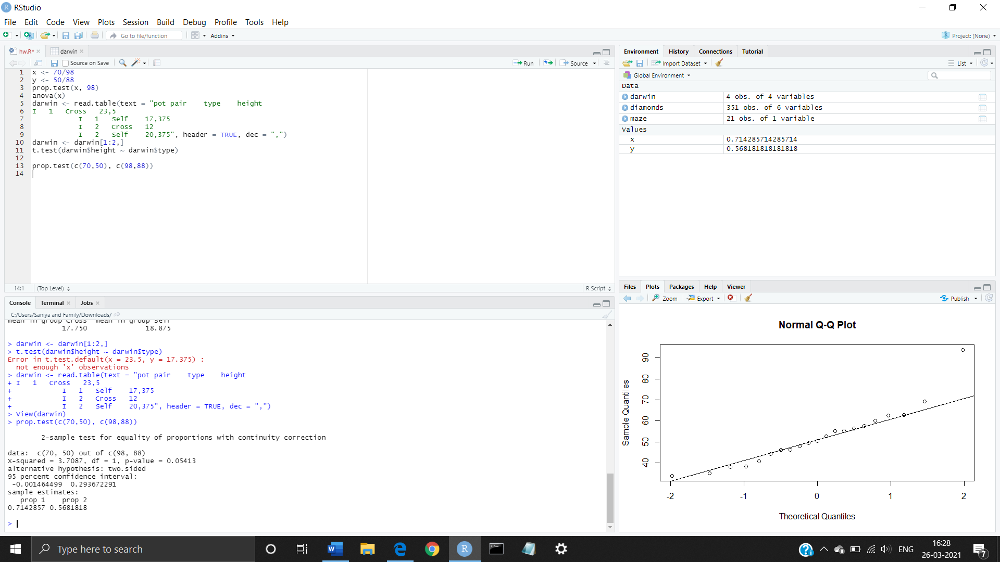 RStudio
File Edit Code View Plots Session Build Debug Profile Tools Help
Go to file/function Addins Project: (None)
hw.R* darwin
Source on Save Run Source
1 x <- 70/98
2 y <- 50/88
3 prop.test(x, 98)
4 anova(x)
5 darwin <- read.table(text = "pot pair    type    height
6 I   1   Cross   23,5
7            I   1   Self    17,375
8            I   2   Cross   12
9            I   2   Self    20,375", header = TRUE, dec = ",")
10 darwin <- darwin[1:2,]
11 t.test(darwin$height ~ darwin$type)
12
13 prop.test(c(70,50), c(98,88))
14
14:1 (Top Level) R Script
Console Terminal Jobs
C:/Users/Saniya and Family/Downloads/
mean in group Cross  mean in group Self
17.750              18.875
> darwin <- darwin[1:2,]
> t.test(darwin$height ~ darwin$type)
Error in t.test.default(x = 23.5, y = 17.375) :
not enough 'x' observations
> darwin <- read.table(text = "pot pair    type    height
+ I   1   Cross   23,5
+            I   1   Self    17,375
+            I   2   Cross   12
+            I   2   Self    20,375", header = TRUE, dec = ",")
> View(darwin)
> prop.test(c(70,50), c(98,88))
2-sample test for equality of proportions with continuity correction
data:  c(70, 50) out of c(98, 88)
X-squared = 3.7087, df = 1, p-value = 0.05413
alternative hypothesis: two.sided
95 percent confidence interval:
-0.001464499  0.293672291
sample estimates:
prop 1    prop 2
0.7142857 0.5681818
>
Environment History Connections Tutorial
Import Dataset List
Global Environment
Data
darwin 4 obs. of 4 variables
diamonds 351 obs. of 6 variables
maze 21 obs. of 1 variable
Values
x 0.714285714285714
y 0.568181818181818
Files Plots Packages Help Viewer
Zoom Export Publish
Normal Q-Q Plot
Sample Quantiles
90
80
70
60
50
40
-2 -1 0 1 2
Theoretical Quantiles
Type here to search
ENG
16:28
26-03-2021
7